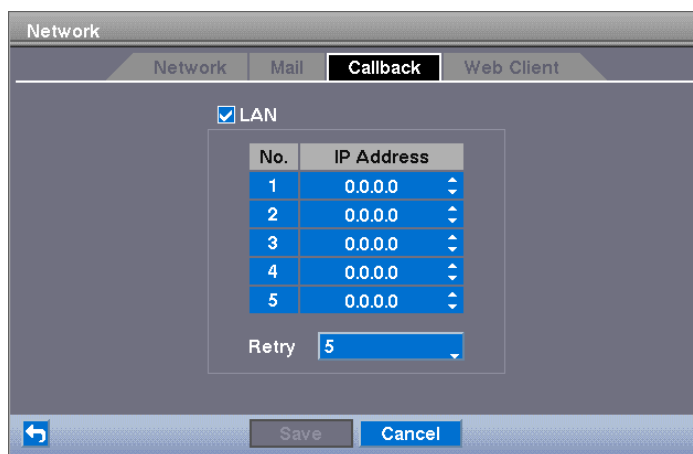 Network
Network Mail Callback Web Client
LAN
No. IP Address
1 0.0.0.0
2 0.0.0.0
3 0.0.0.0
4 0.0.0.0
5 0.0.0.0
Retry 5
Save Cancel